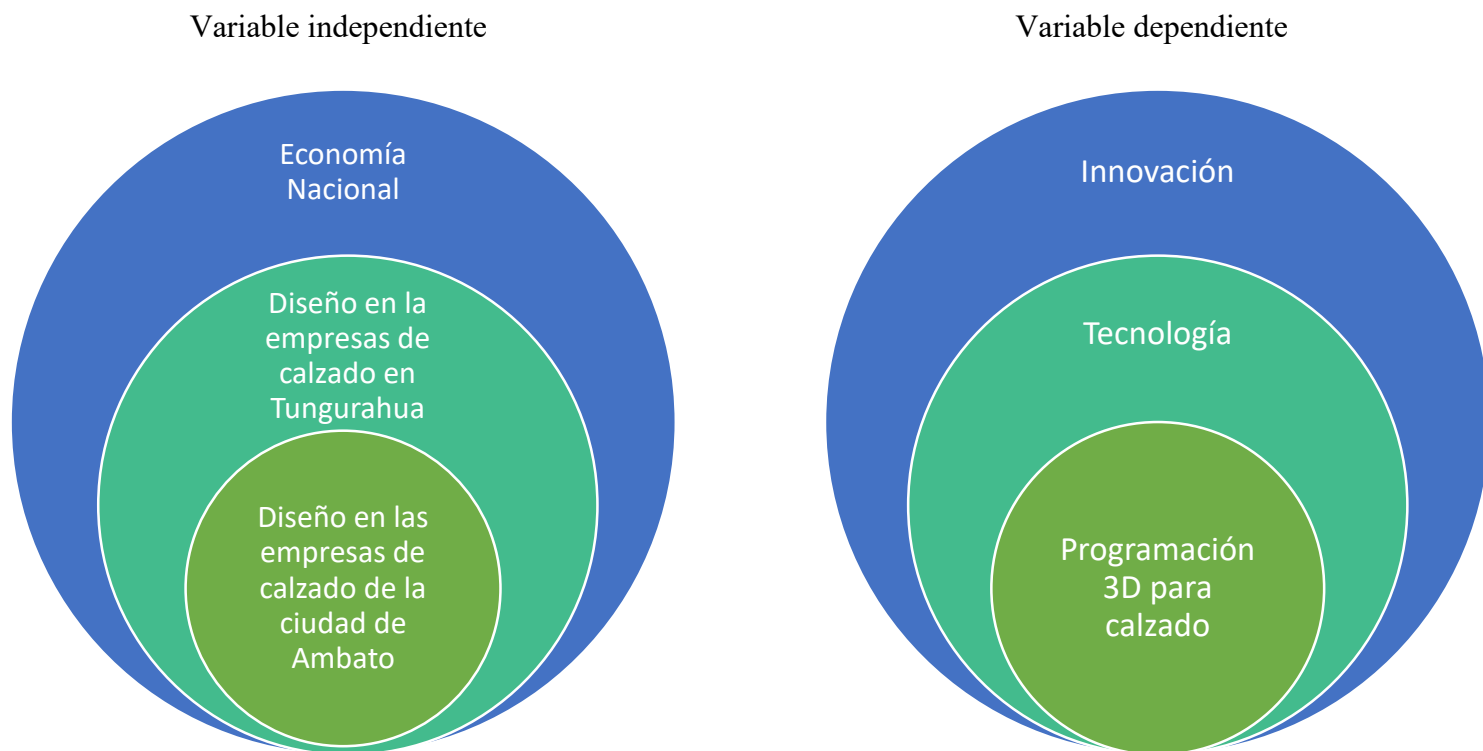 Variable independiente
Economía
Nacional
Diseño en la
empresas de
calzado en
Tungurahua
Diseño en las
empresas de
calzado de la
ciudad de
Ambato
Variable dependiente
Innovación
Tecnología
Programación
3D para
calzado